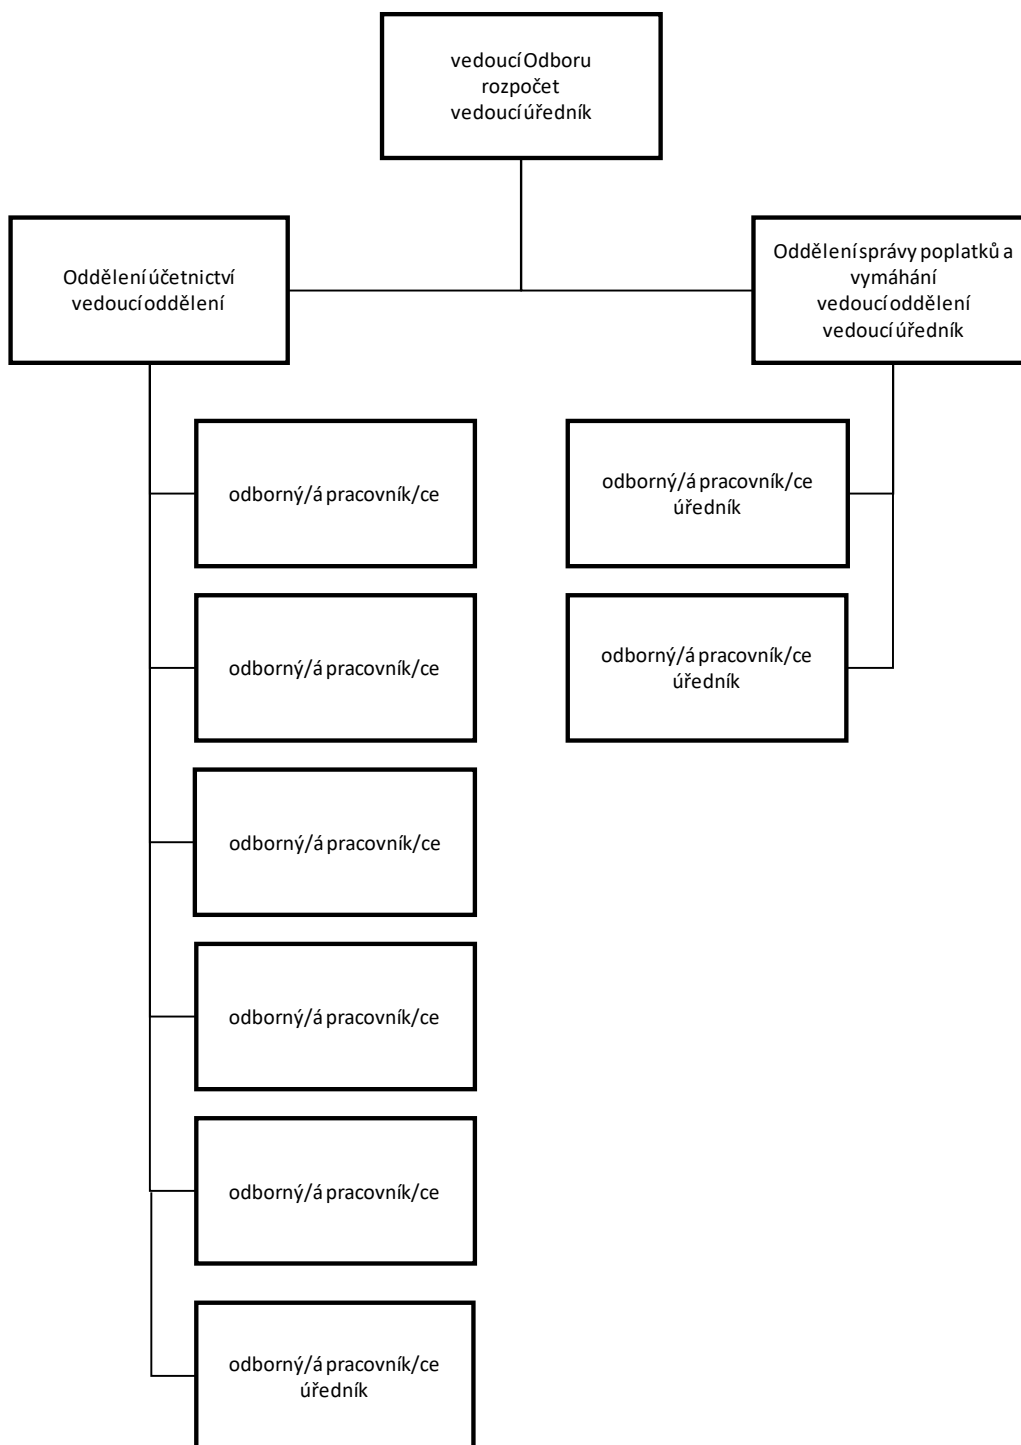 vedoucí Odboru
rozpočet
vedoucí úředník
Oddělení účetnictví
vedoucí oddělení
Oddělení správy poplatků a
vymáhání
vedoucí oddělení
vedoucí úředník
odborný/á pracovník/ce
odborný/á pracovník/ce
odborný/á pracovník/ce
odborný/á pracovník/ce
odborný/á pracovník/ce
odborný/á pracovník/ce
úředník
odborný/á pracovník/ce
úředník
odborný/á pracovník/ce
úředník